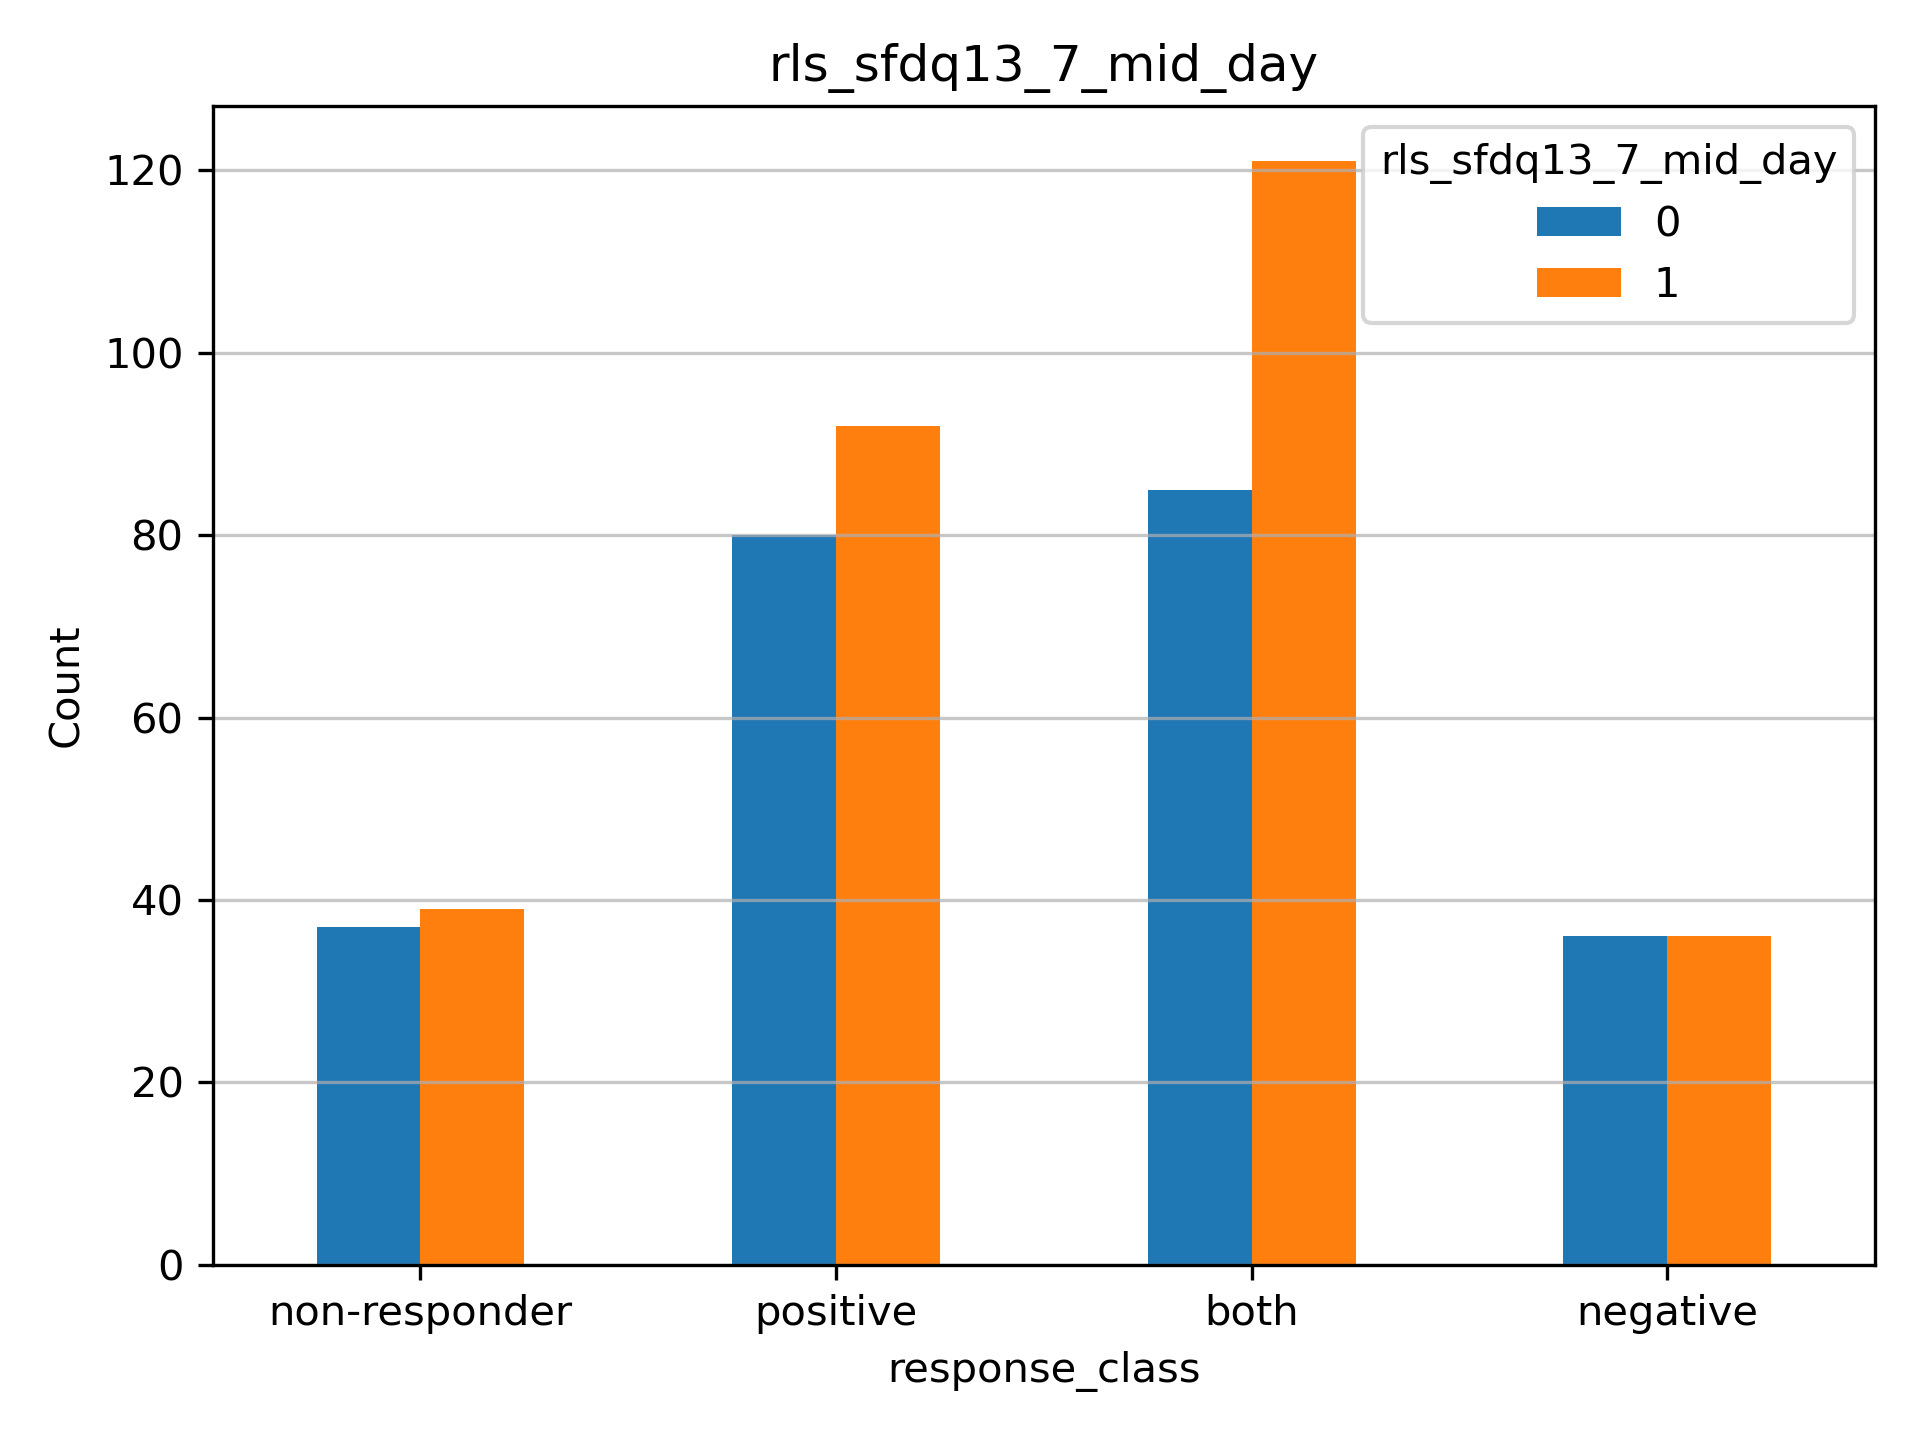 rls_sfdq13_7_mid_day
rls_sfdq13_7_mid_day
0
1
120
100
80
60
40
20
0
Count
non-responder positive both negative
response_class